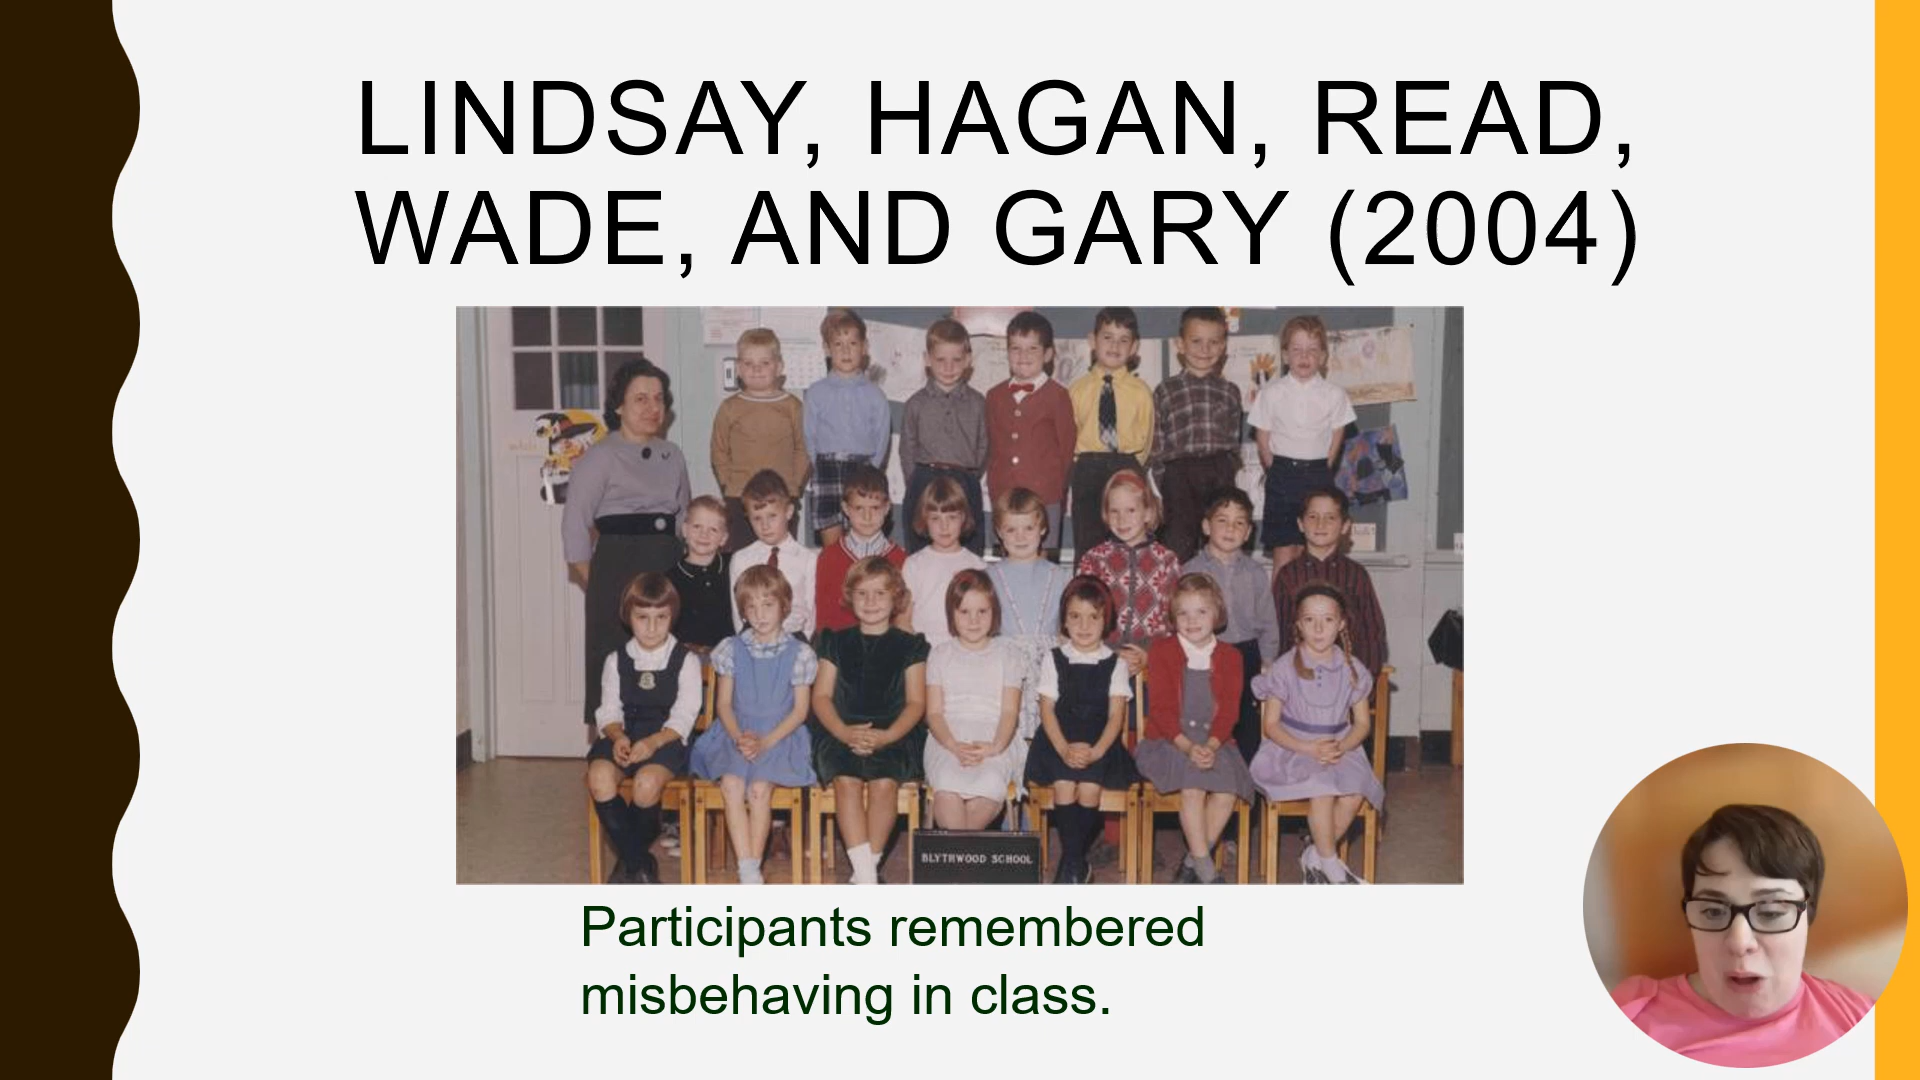 LINDSAY, HAGAN, READ,
WADE, AND GARY (2004)
BLYTHWOOD SCHOOL
Participants remembered
misbehaving in class.